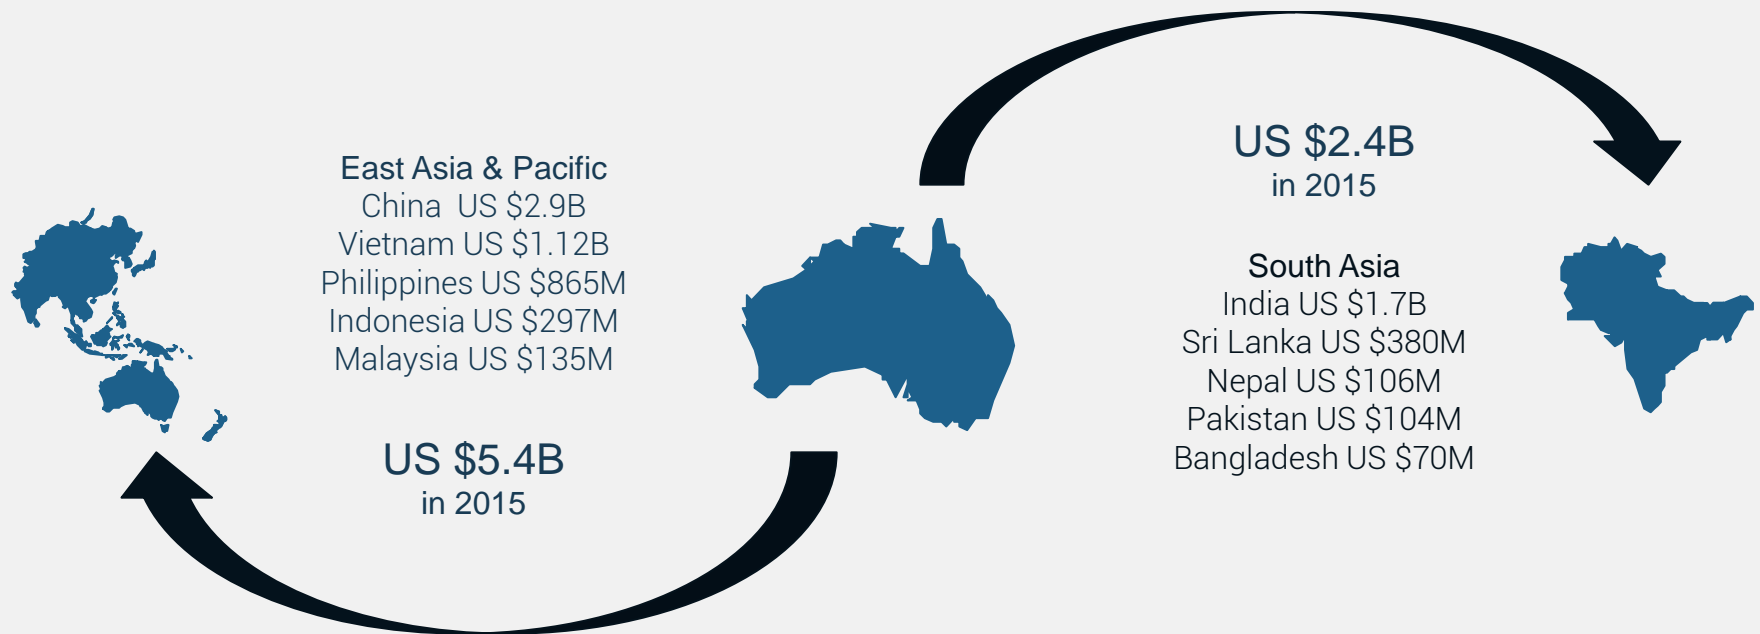 East Asia & Pacific
China  US $2.9B
Vietnam US $1.12B
Philippines US $865M
Indonesia US $297M
Malaysia US $135M
US $5.4B
in 2015
US $2.4B
in 2015
South Asia
India US $1.7B
Sri Lanka US $380M
Nepal US $106M
Pakistan US $104M
Bangladesh US $70M